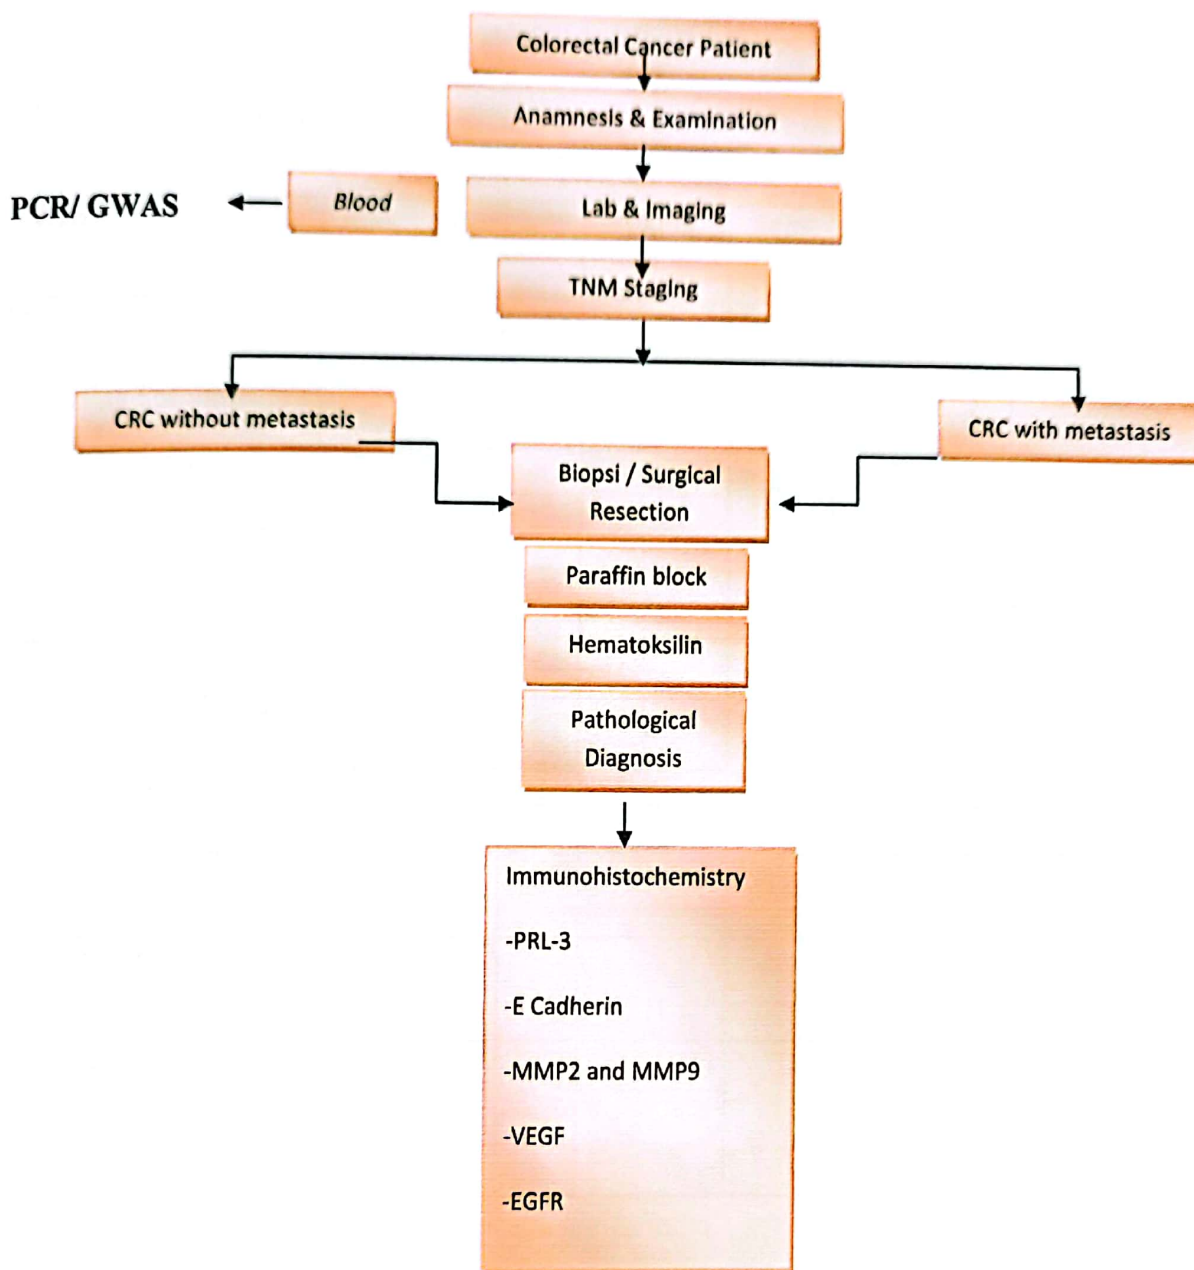 Colorectal Cancer Patient
Anamnesis & Examination
PCR/ GWAS
Blood
Lab & Imaging
TNM Staging
CRC without metastasis
CRC with metastasis
Biopsi / Surgical
Resection
Paraffin block
Hematoksilin
Pathological
Diagnosis
Immunohistochemistry
-PRL-3
-E Cadherin
-MMP2 and MMP9
-VEGF
-EGFR